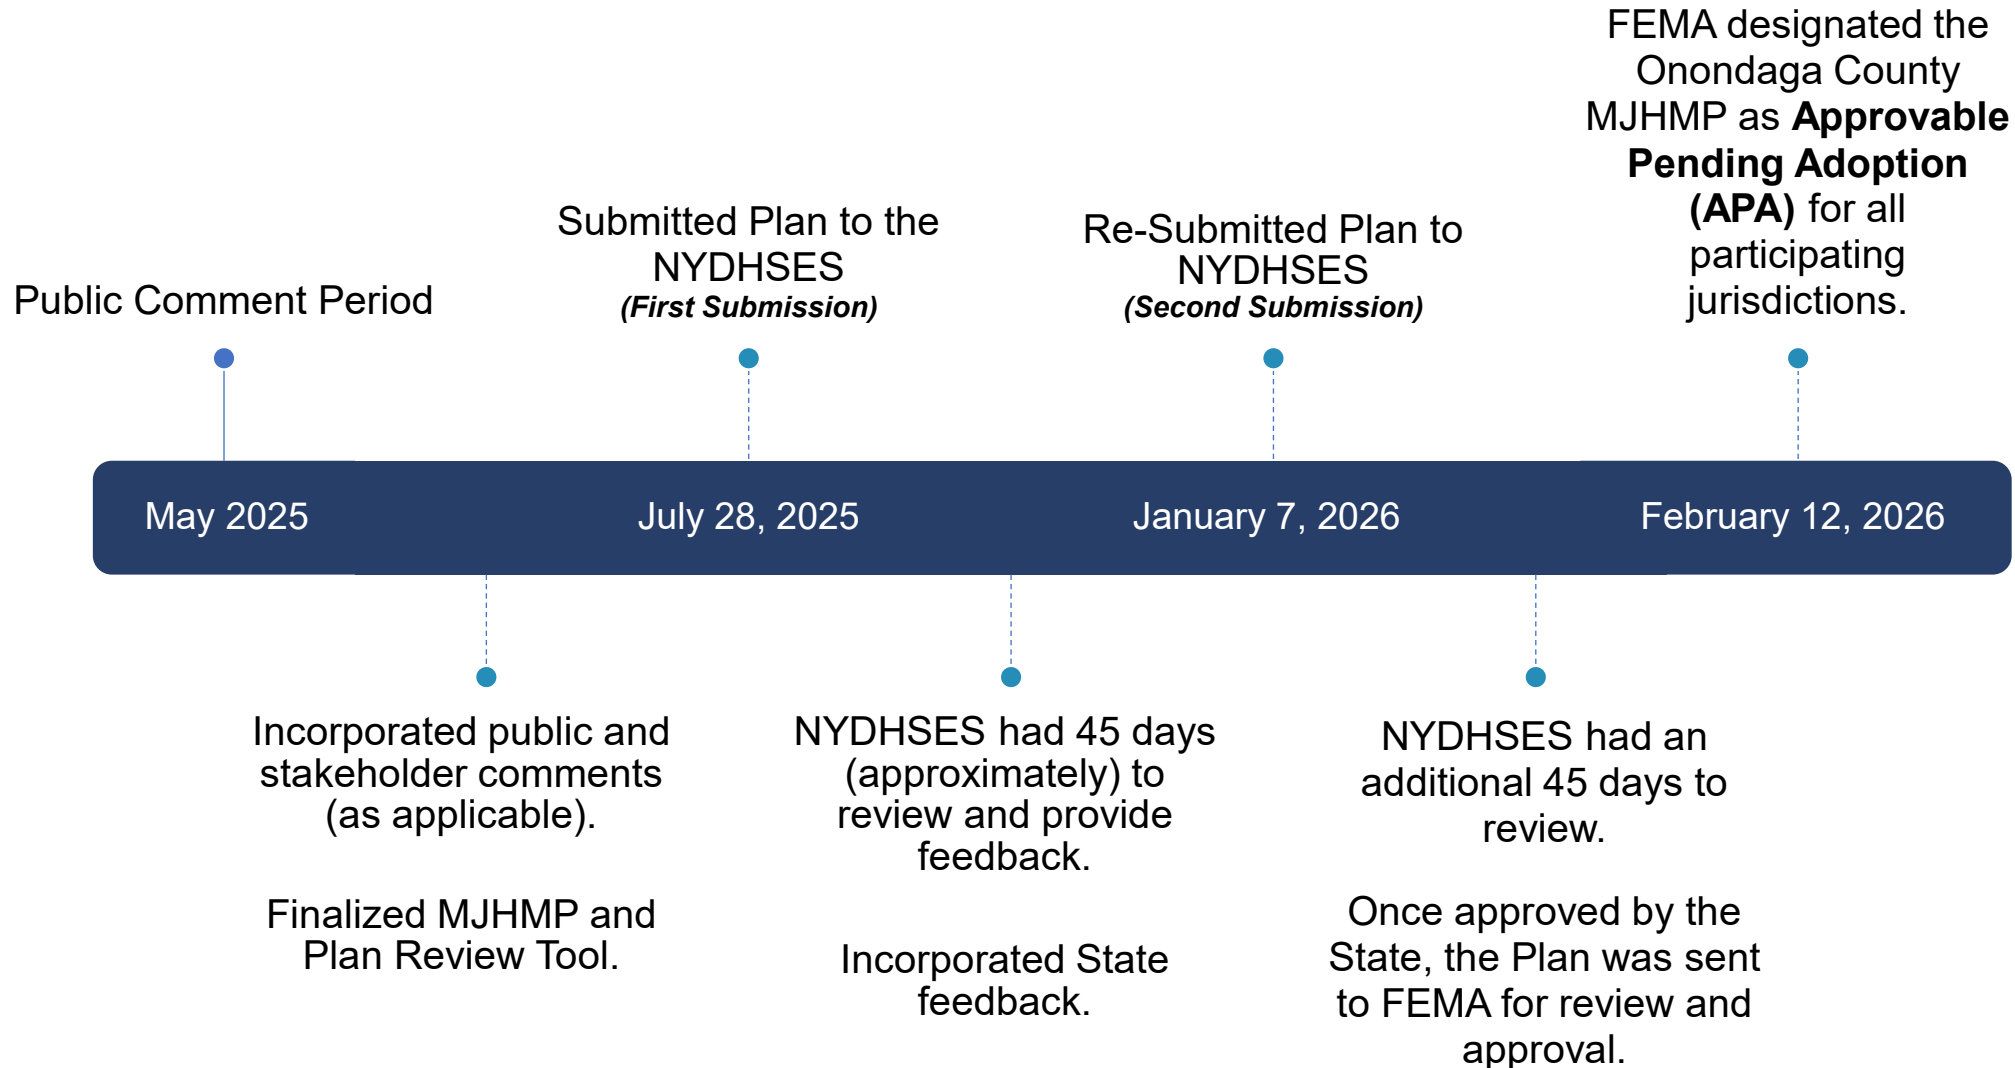 Public Comment Period
Submitted Plan to the
NYDHSES
(First Submission)
Re-Submitted Plan to
NYDHSES
(Second Submission)
FEMA designated the
Onondaga County
MJHMP as Approvable
Pending Adoption
(APA) for all
participating
jurisdictions.
May 2025
July 28, 2025
January 7, 2026
February 12, 2026
Incorporated public and
stakeholder comments
(as applicable).
Finalized MJHMP and
Plan Review Tool.
NYDHSES had 45 days
(approximately) to
review and provide
feedback.
Incorporated State
feedback.
NYDHSES had an
additional 45 days to
review.
Once approved by the
State, the Plan was sent
to FEMA for review and
approval.